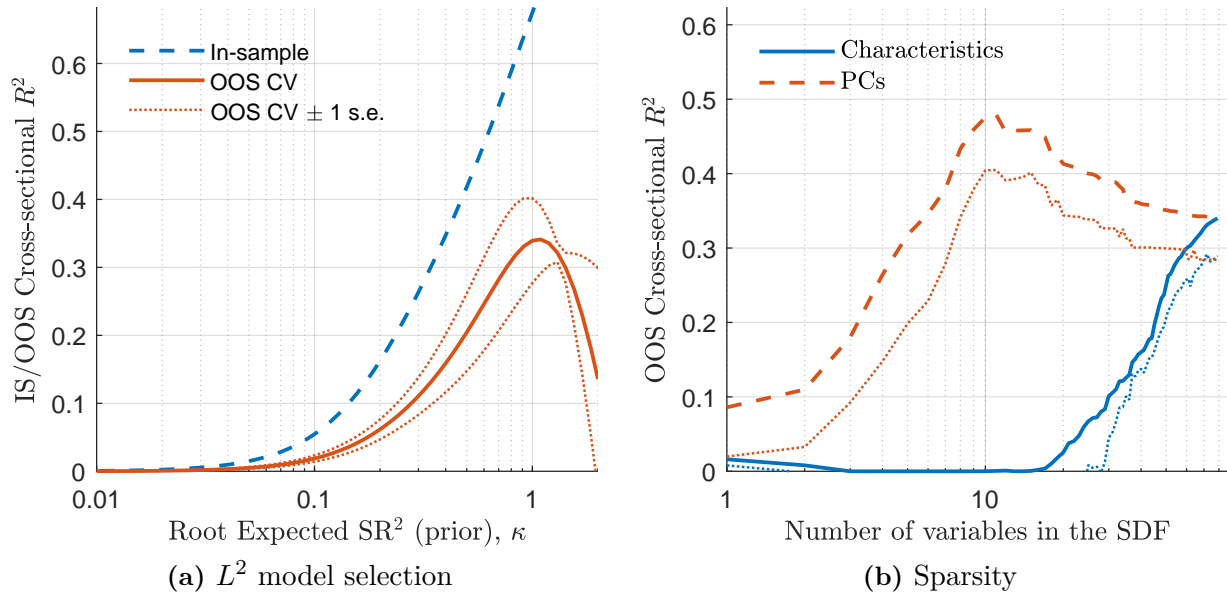 IS/OOS Cross-sectional R²
0.6
0.5
0.4
0.3
0.2
0.1
0
In-sample
OOS CV
OOS CV ± 1 s.e.
0.01
0.1
1
Root Expected SR² (prior), κ
(a) L² model selection
OOS Cross-sectional R²
0.6
0.5
0.4
0.3
0.2
0.1
0
Characteristics
PCs
1
10
Number of variables in the SDF
(b) Sparsity